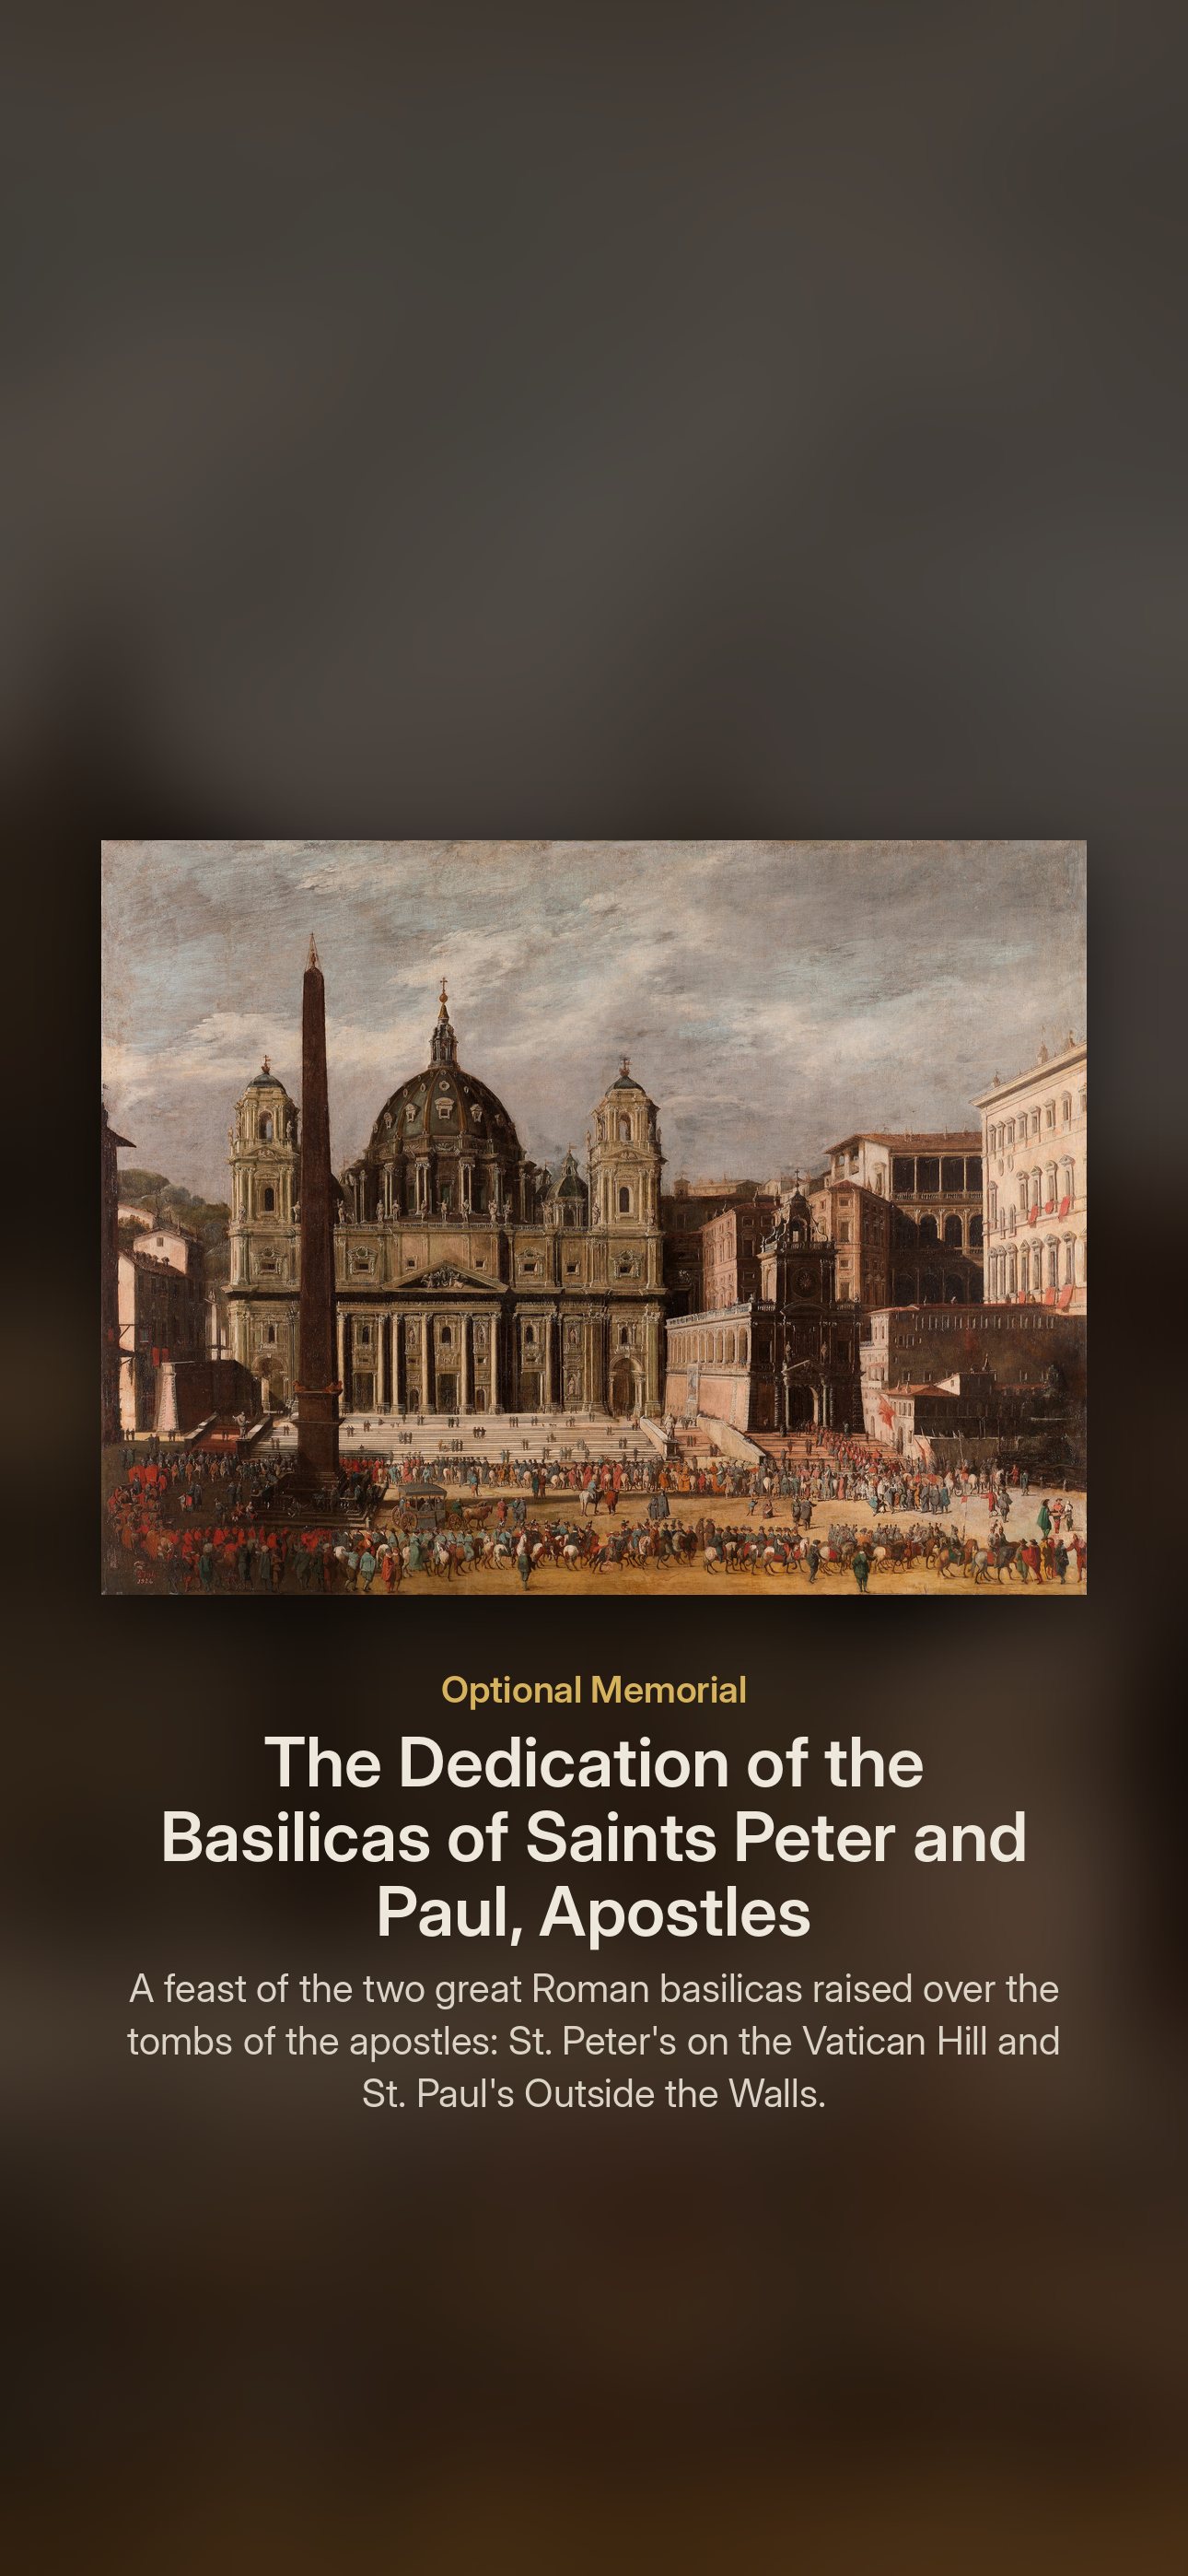 Optional Memorial
The Dedication of the
Basilicas of Saints Peter and
Paul, Apostles
A feast of the two great Roman basilicas raised over the
tombs of the apostles: St. Peter's on the Vatican Hill and
St. Paul's Outside the Walls.